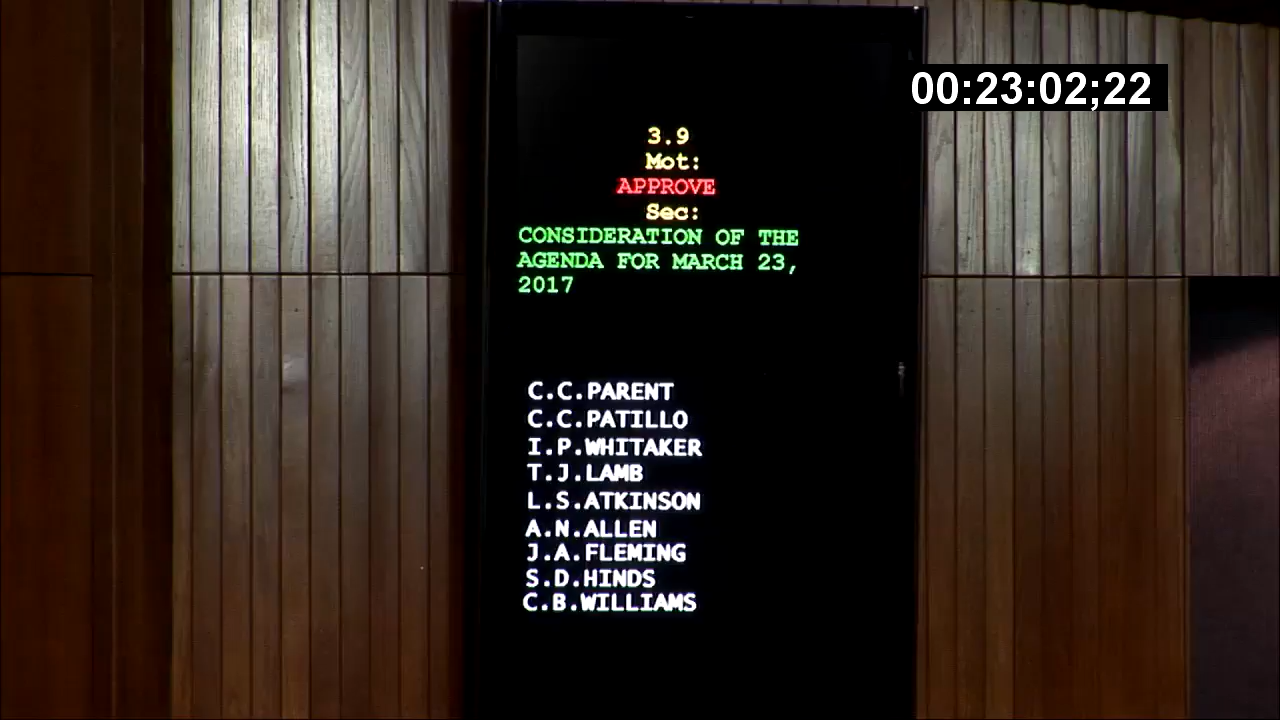 00:23:02;22
3.9
Mot:
APPROVE
Sec:
CONSIDERATION OF THE
AGENDA FOR MARCH 23,
2017
C.C.PARENT
C.C.PATILLO
I.P.WHITAKER
T.J.LAMB
L.S.ATKINSON
A.N.ALLEN
J.A.FLEMING
S.D.HINDS
C.B.WILLIAMS